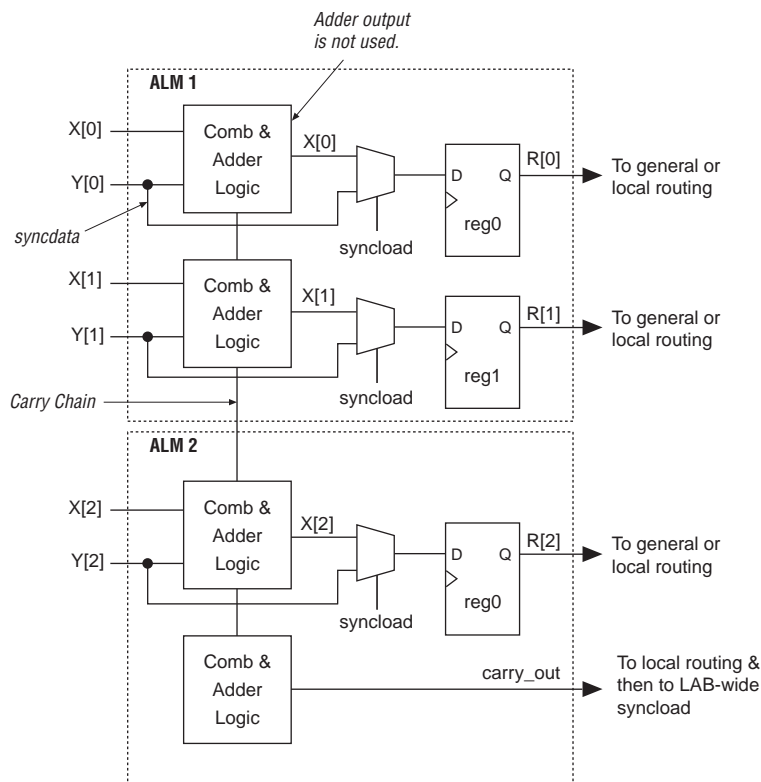 Adder output
is not used.
ALM 1
X[0]
Comb &
Adder
Logic
X[0]
R[0]
D
Q
To general or
local routing
Y[0]
syncdata
syncload
reg0
X[1]
Comb &
Adder
Logic
X[1]
R[1]
D
Q
To general or
local routing
Y[1]
syncload
reg1
Carry Chain
ALM 2
X[2]
Comb &
Adder
Logic
X[2]
R[2]
D
Q
To general or
local routing
Y[2]
syncload
reg0
Comb &
Adder
Logic
carry_out
To local routing &
then to LAB-wide
syncload